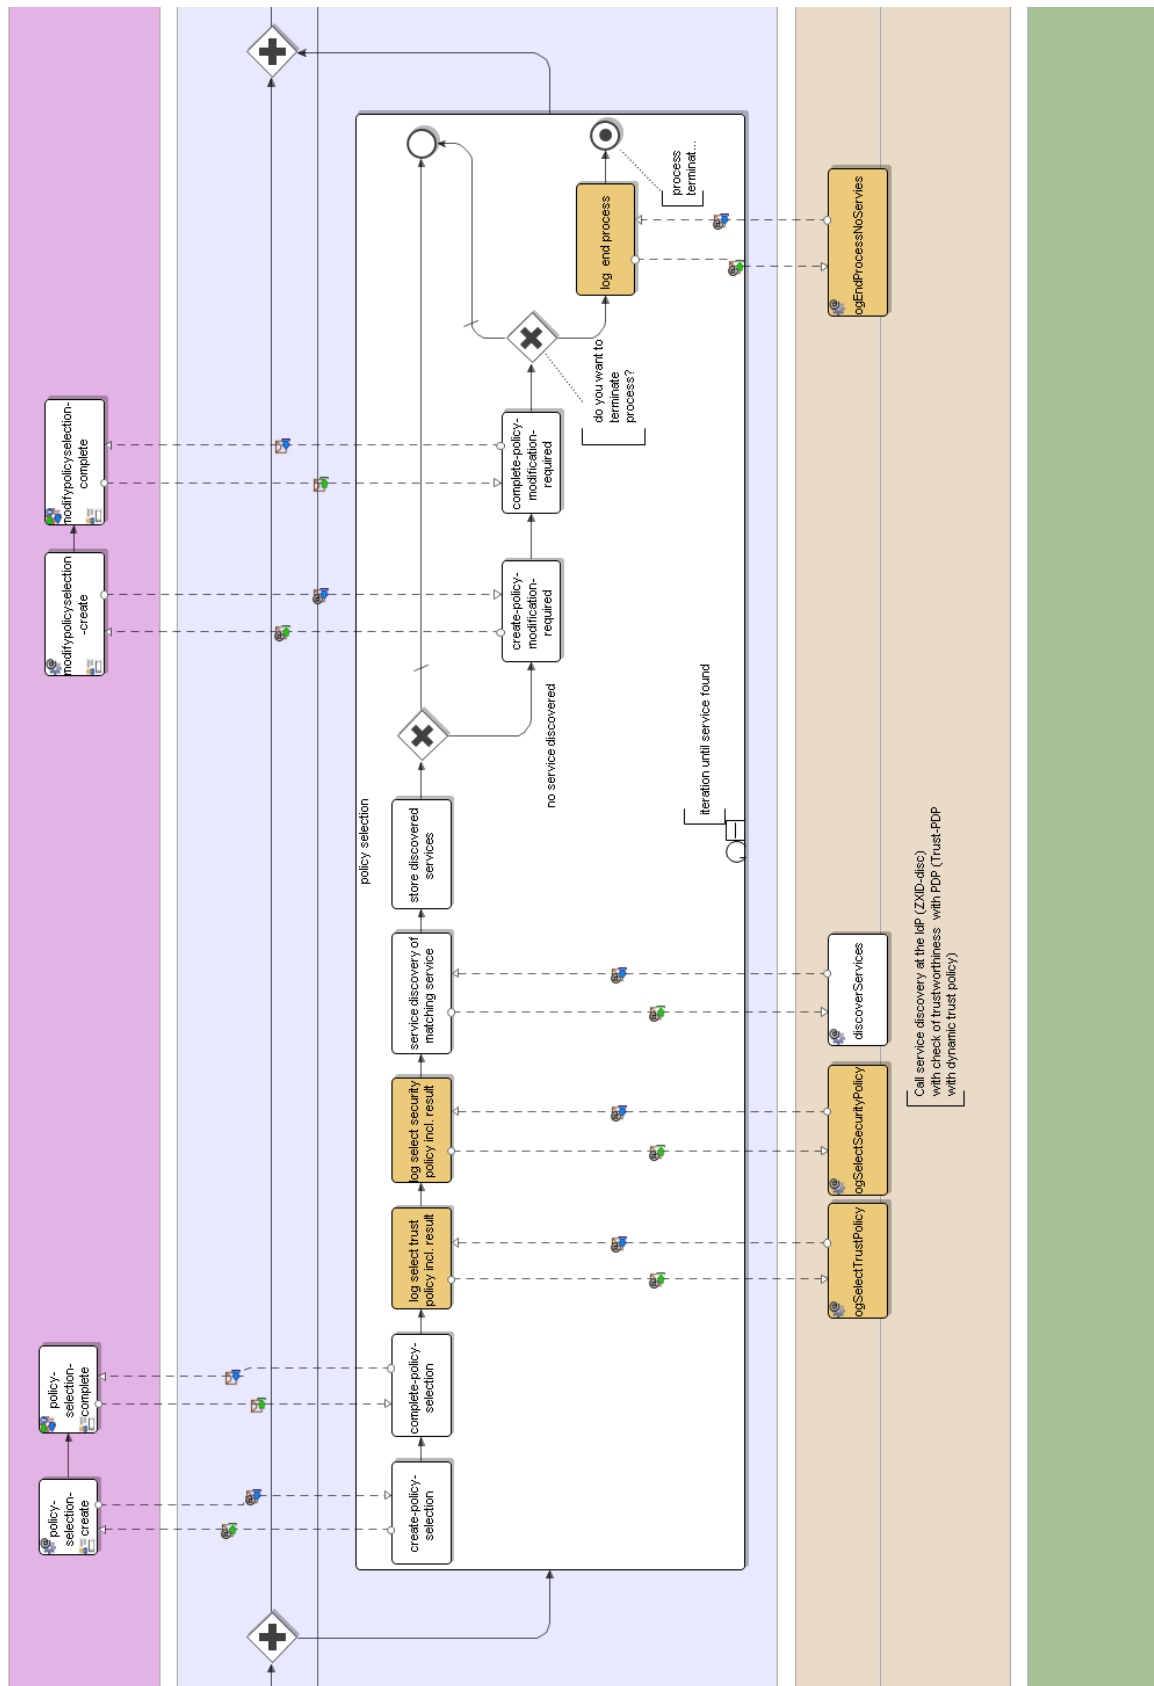 policy-
selection-
create
policy-
selection-
complete
modifypolicyselection
-create
modifypolicyselection-
complete
policy selection
create-policy-
selection
complete-policy-
selection
log select trust
policy incl. result
log select security
policy incl. result
service discovery of
matching service
store discovered
services
no service discovered
create-policy-
modification-
required
complete-policy-
modification-
required
do you want to
terminate
process?
log end process
process
terminat...
iteration until service found
ogSelectTrustPolicy
ogSelectSecurityPolicy
discoverServices
ogEndProcessNoServies
Call service discovery at the IdP (ZXID-disc)
with check of trustworthiness with PDP (Trust-PDP
with dynamic trust policy)